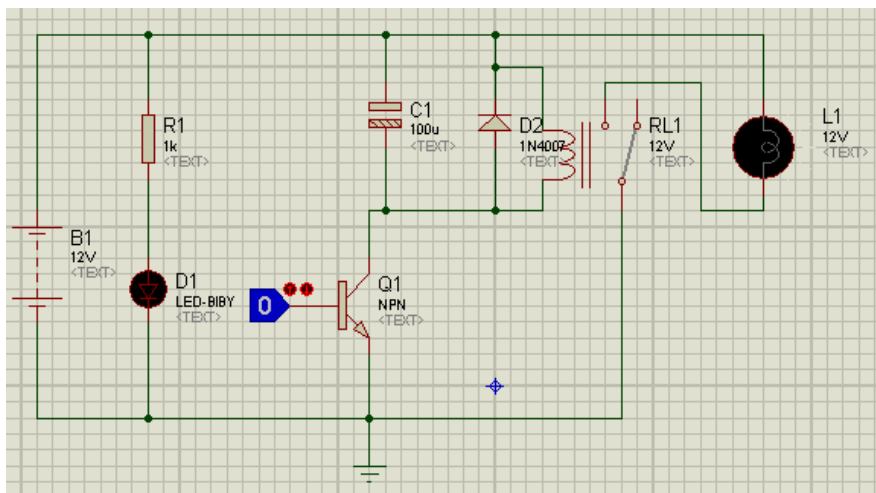 R1
1k
<TEXT>
C1
100u
<TEXT>
D2
1N4007
<TEXT>
RL1
12V
<TEXT>
L1
12V
<TEXT>
B1
12V
<TEXT>
D1
LED-BIBY
<TEXT>
0
Q1
NPN
<TEXT>